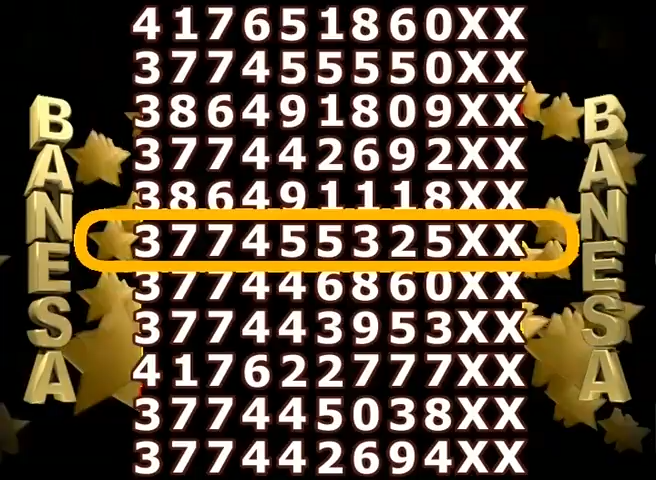 BANESA
417651860XX
377455550XX
386491809XX
377442692XX
386491118XX
377455325XX
377446860XX
377443953XX
417622777XX
377445038XX
377442694XX
BANESA